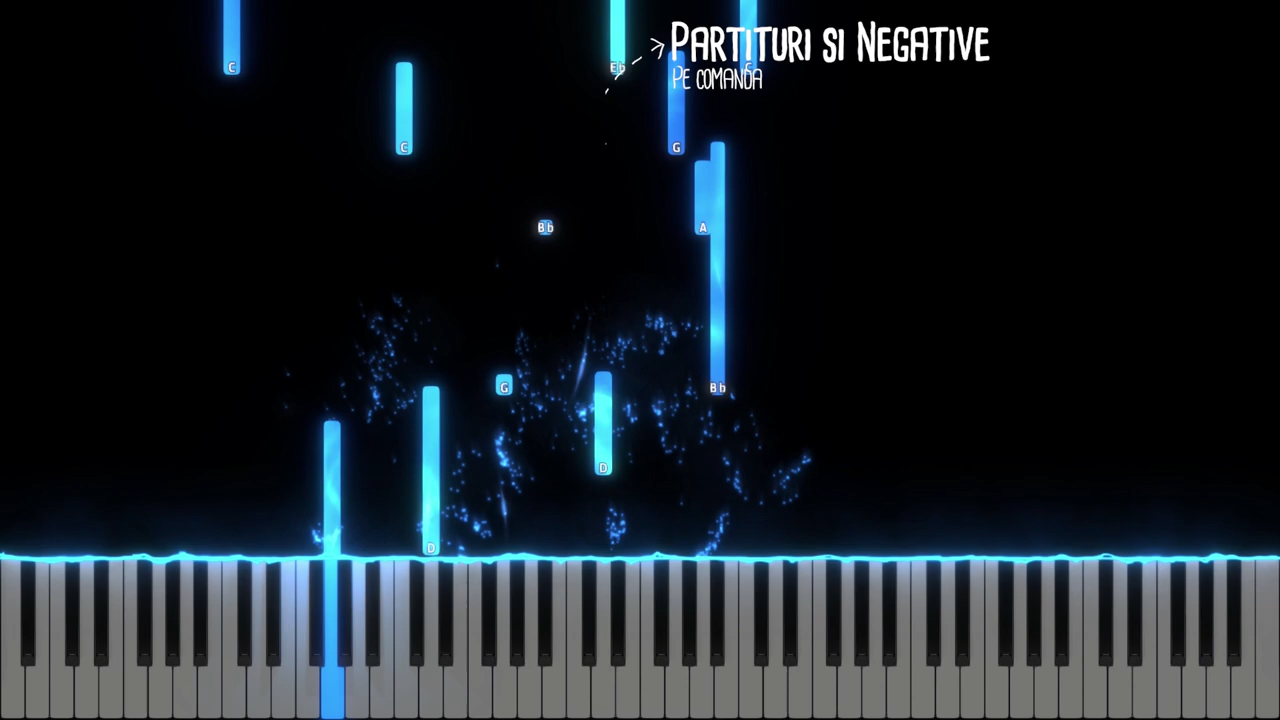 PARTITURI SI NEGATIVE
PE COMANDA
C
Eb
C
C
G
Bb
A
G
Bb
D
D